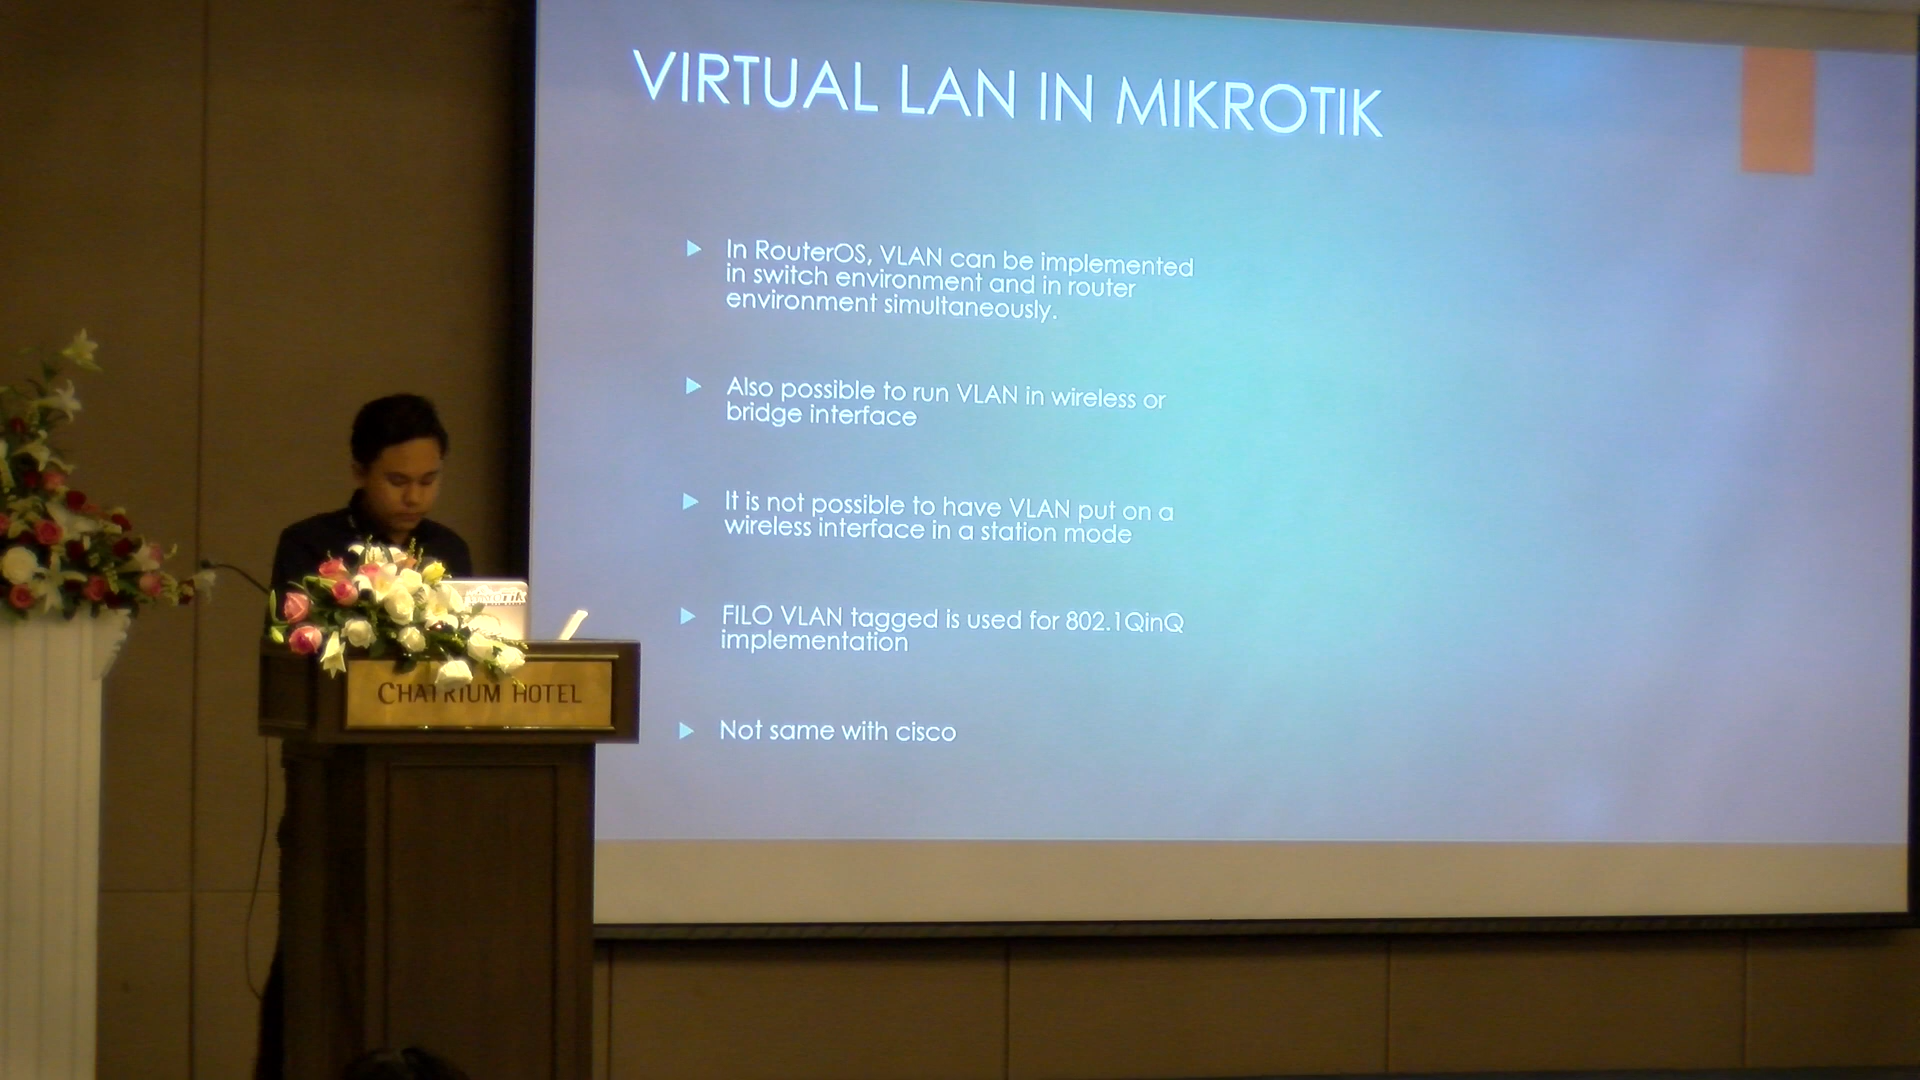 VIRTUAL LAN IN MIKROTIK
In RouterOS, VLAN can be implemented
in switch environment and in router
environment simultaneously.
Also possible to run VLAN in wireless or
bridge interface
It is not possible to have VLAN put on a
wireless interface in a station mode
FILO VLAN tagged is used for 802.1QinQ
implementation
Not same with cisco
CHATRIUM HOTEL